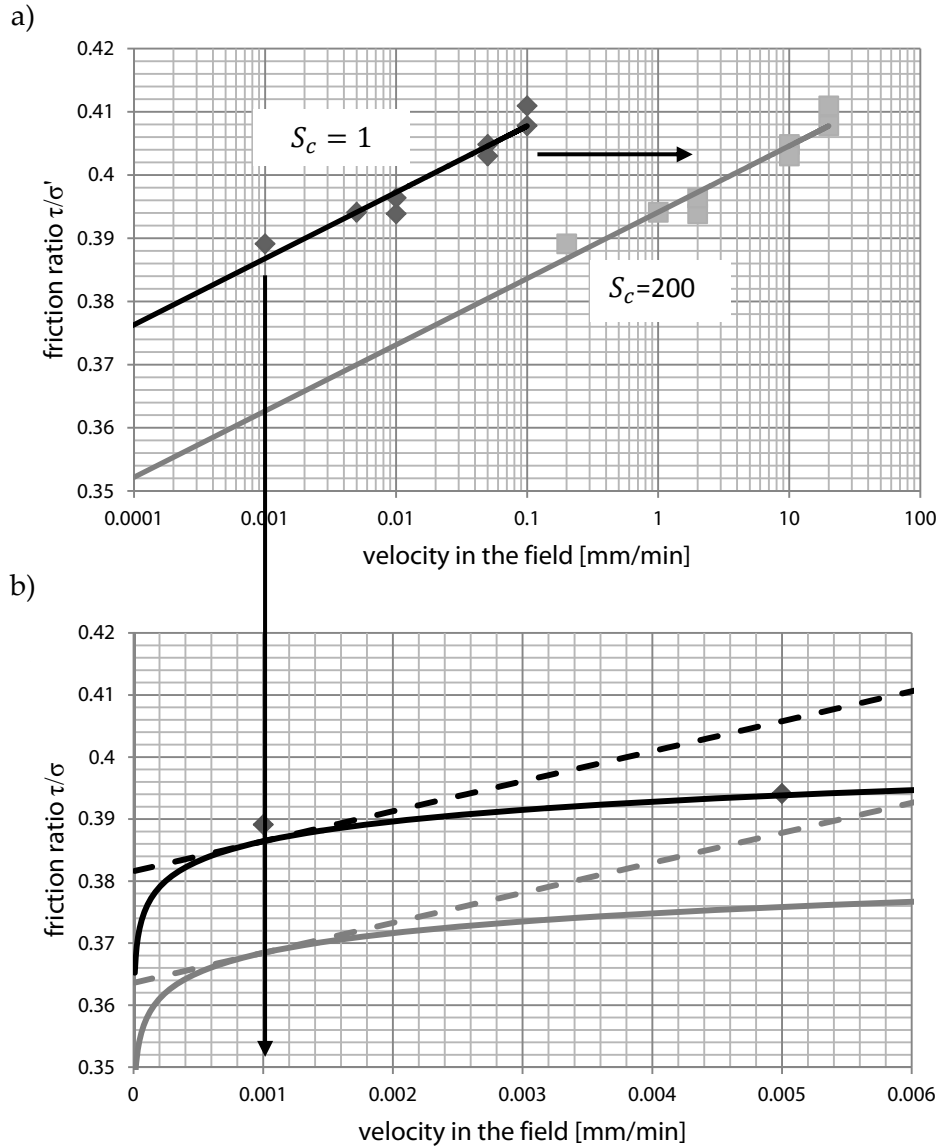 a)
0.42
0.41
0.4
0.39
0.38
0.37
0.36
0.35
friction ratio τ/σ'
S_c = 1
S_c=200
0.0001 0.001 0.01 0.1 1 10 100
velocity in the field [mm/min]
b)
0.42
0.41
0.4
0.39
0.38
0.37
0.36
0.35
friction ratio τ/σ
0 0.001 0.002 0.003 0.004 0.005 0.006
velocity in the field [mm/min]